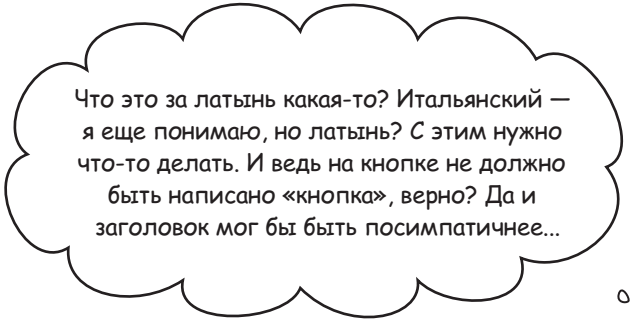 Что это за латынь какая-то? Итальянский —
я еще понимаю, но латынь? С этим нужно
что-то делать. И ведь на кнопке не должно
быть написано «кнопка», верно? Да и
заголовок мог бы быть посимпатичнее...